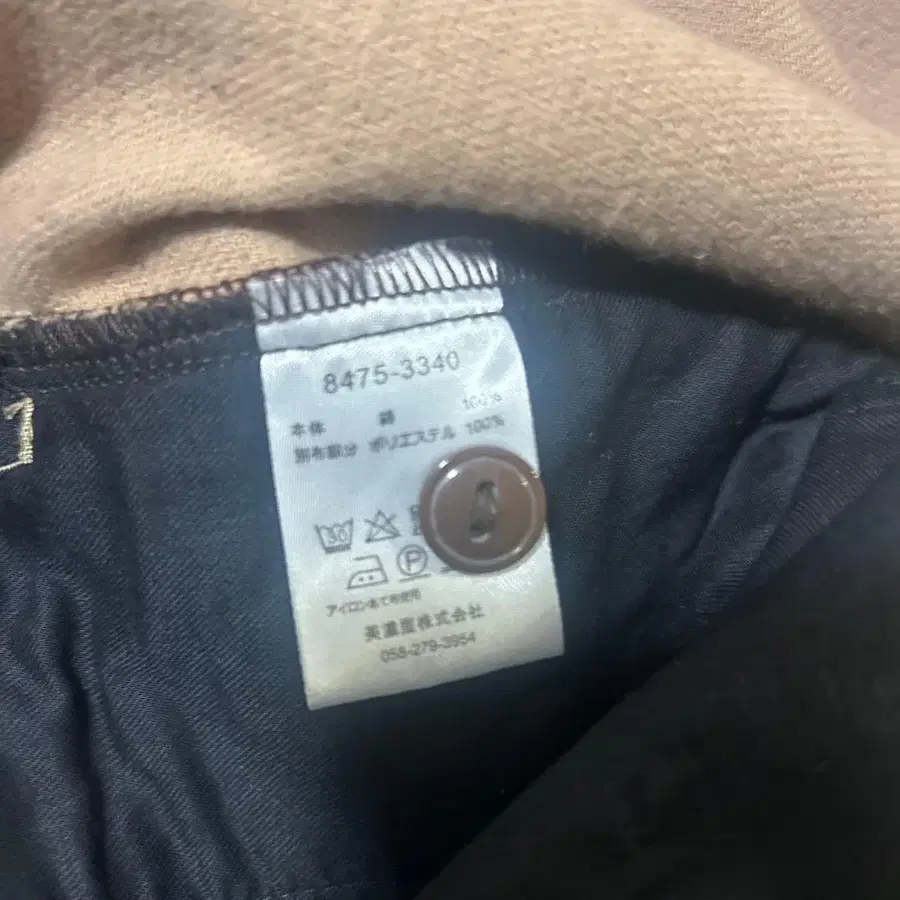 8475-3340
本体 綿 100%
別布部分 ポリエステル 100%
30
P
アイロンあて布使用
美濃屋株式会社
058-279-3954